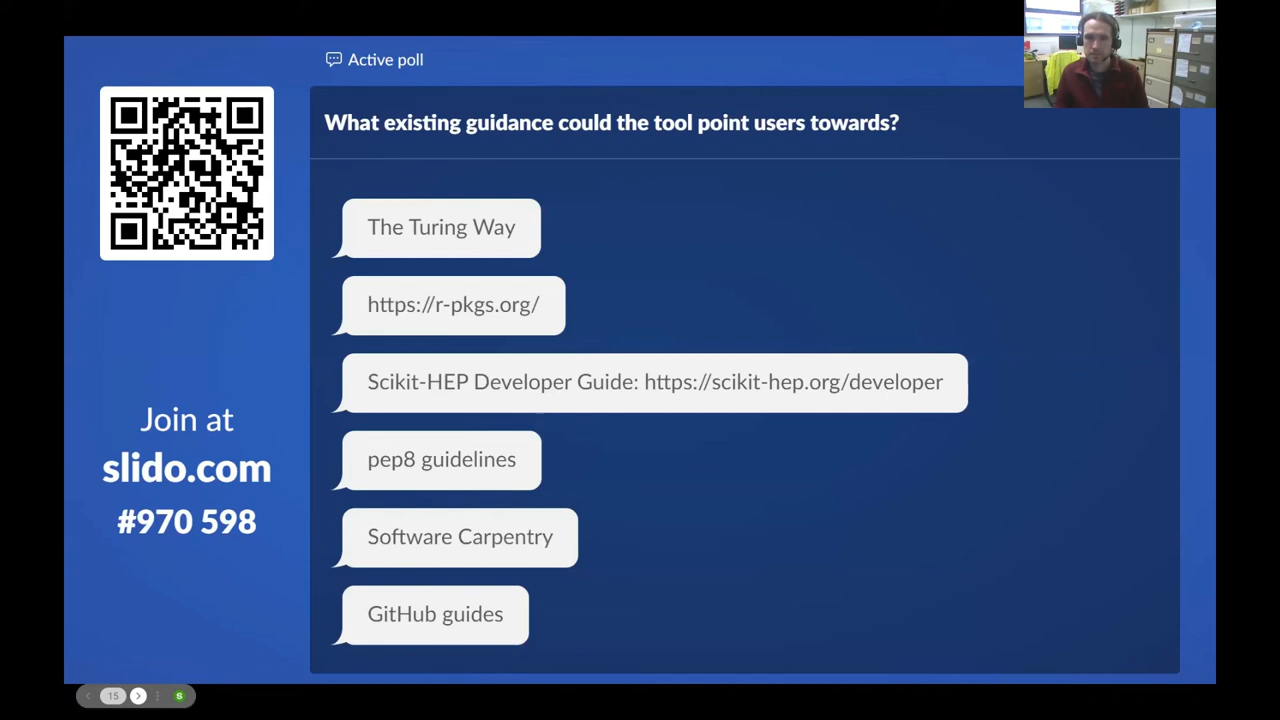 Active poll
What existing guidance could the tool point users towards?
The Turing Way
https://r-pkgs.org/
Scikit-HEP Developer Guide: https://scikit-hep.org/developer
pep8 guidelines
Software Carpentry
GitHub guides
Join at
slido.com
#970 598
15
S